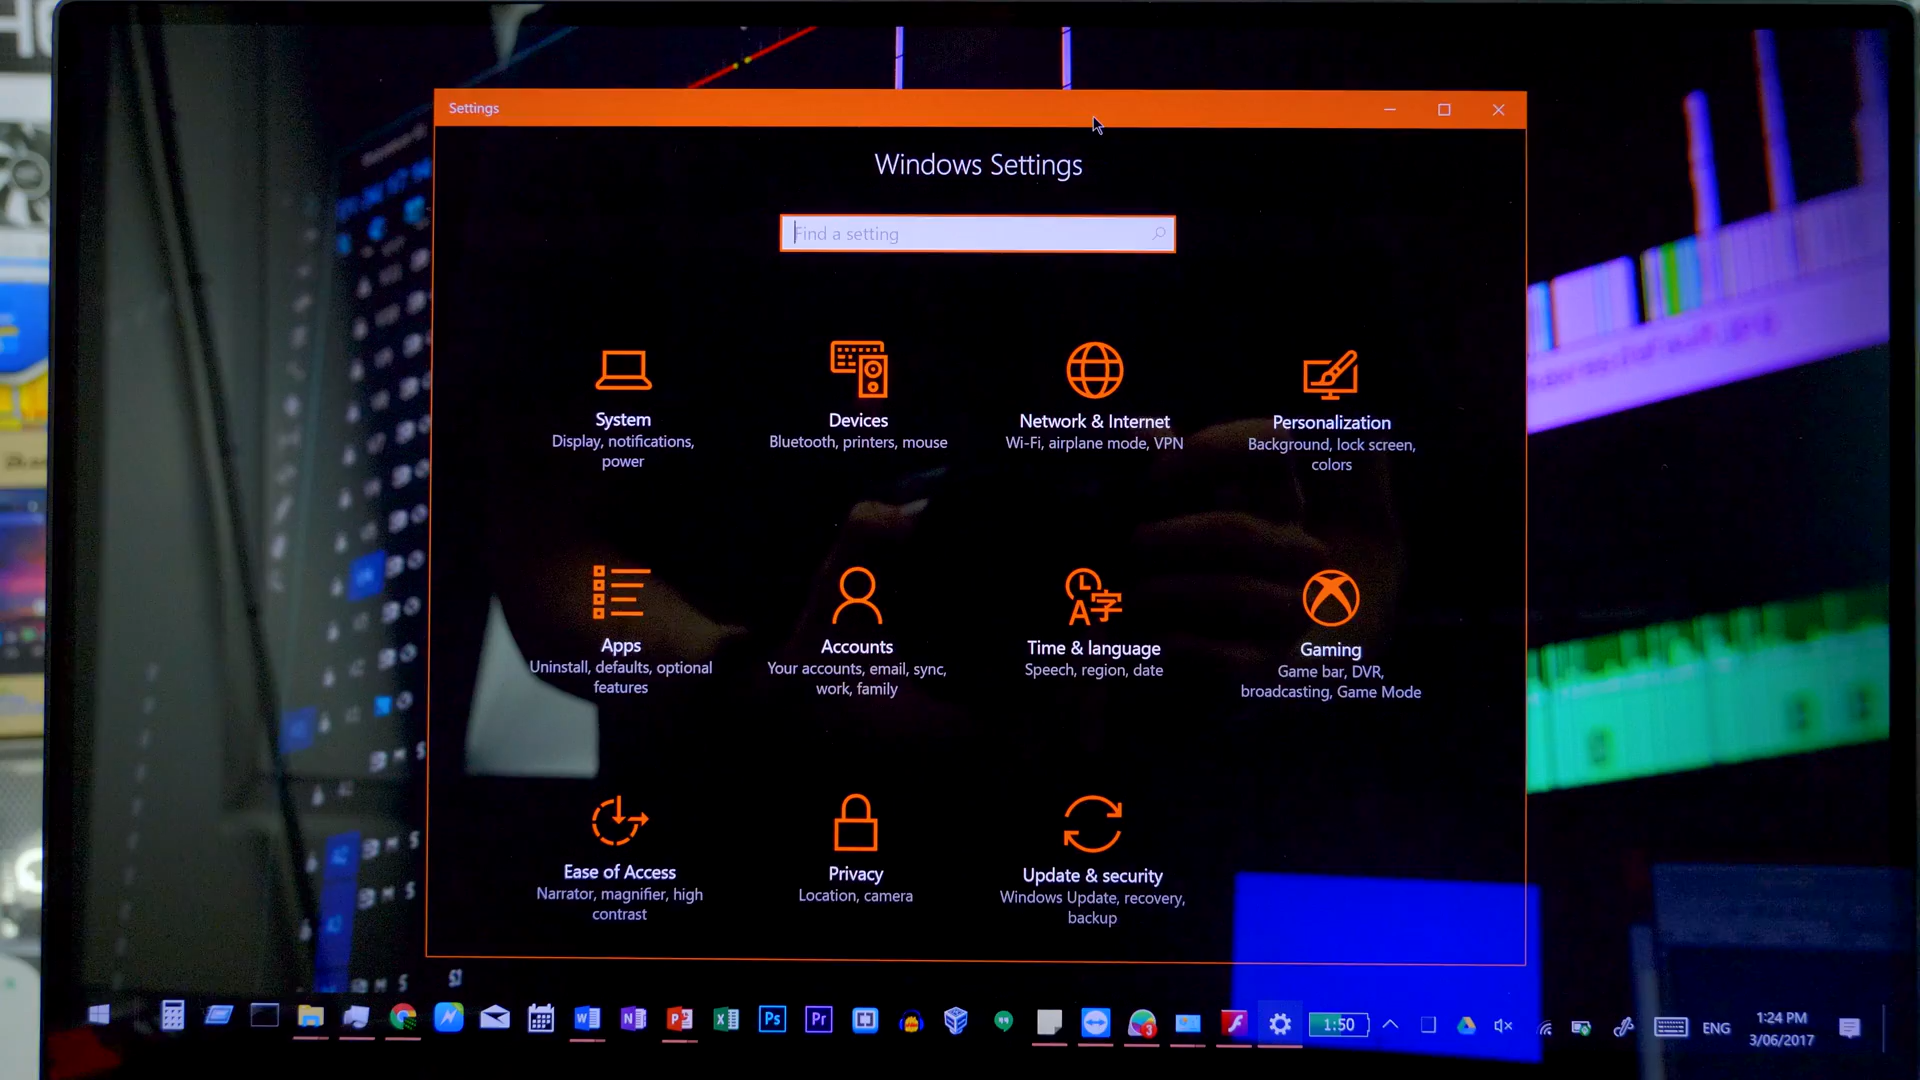 Settings
Windows Settings
Find a setting
System
Display, notifications,
power
Devices
Bluetooth, printers, mouse
Network & Internet
Wi-Fi, airplane mode, VPN
Personalization
Background, lock screen,
colors
Apps
Uninstall, defaults, optional
features
Accounts
Your accounts, email, sync,
work, family
Time & language
Speech, region, date
Gaming
Game bar, DVR,
broadcasting, Game Mode
Ease of Access
Narrator, magnifier, high
contrast
Privacy
Location, camera
Update & security
Windows Update, recovery,
backup
Ps
Pr
3
1:50
ENG
1:24 PM
3/06/2017